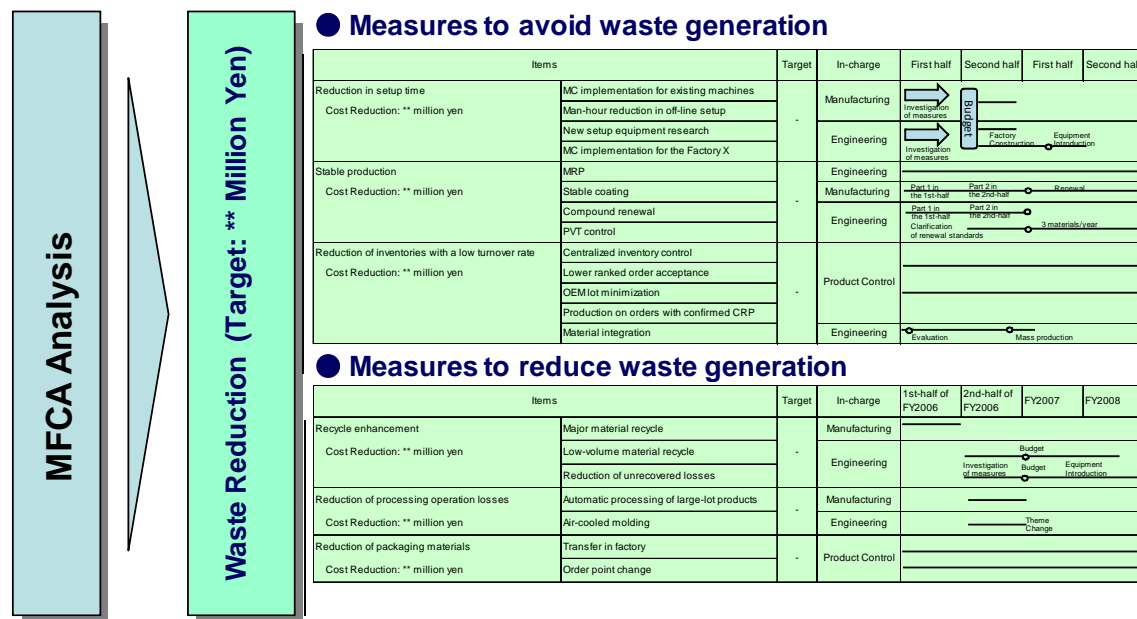 MFCA Analysis
Waste Reduction (Target: ** Million Yen)
● Measures to avoid waste generation
Items Target In-charge First half Second half First half Second hal
Reduction in setup time
Cost Reduction: ** million yen
MC implementation for existing machines
Man-hour reduction in off-line setup
New setup equipment research
MC implementation for the Factory X
-
Manufacturing
Engineering
Investigation
of measures
Investigation
of measures
Budget
Factory
Construction
Equipment
Introduction
Stable production
Cost Reduction: ** million yen
MRP
Stable coating
Compound renewal
PVT control
-
Engineering
Manufacturing
Engineering
Part 1 in
the 1st-half
Part 2 in
the 2nd-half
Renewal
Part 1 in
the 1st-half
Part 2 in
the 2nd-half
Clarification
of renewal standards
3 materials/year
Reduction of inventories with a low turnover rate
Cost Reduction: ** million yen
Centralized inventory control
Lower ranked order acceptance
OEM lot minimization
Production on orders with confirmed CRP
Material integration
-
Product Control
Engineering
Evaluation
Mass production
● Measures to reduce waste generation
Items Target In-charge 1st-half of FY2006 2nd-half of FY2006 FY2007 FY2008
Recycle enhancement
Cost Reduction: ** million yen
Major material recycle
Low-volume material recycle
Reduction of unrecovered losses
-
Manufacturing
Engineering
Budget
Investigation
of measures
Budget
Equipment
Introduction
Reduction of processing operation losses
Cost Reduction: ** million yen
Automatic processing of large-lot products
Air-cooled molding
-
Manufacturing
Engineering
Theme
Change
Reduction of packaging materials
Cost Reduction: ** million yen
Transfer in factory
Order point change
-
Product Control